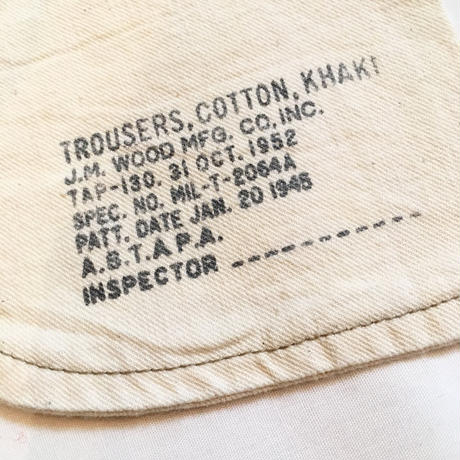 TROUSERS, COTTON, KHAKI
J.M. WOOD MFG. CO, INC.
TAP-130. 31 OCT. 1952
SPEC. NO. MIL-T-2064A
PATT. DATE JAN. 20 1945
A.B.T.A.P.A.
INSPECTOR -----------